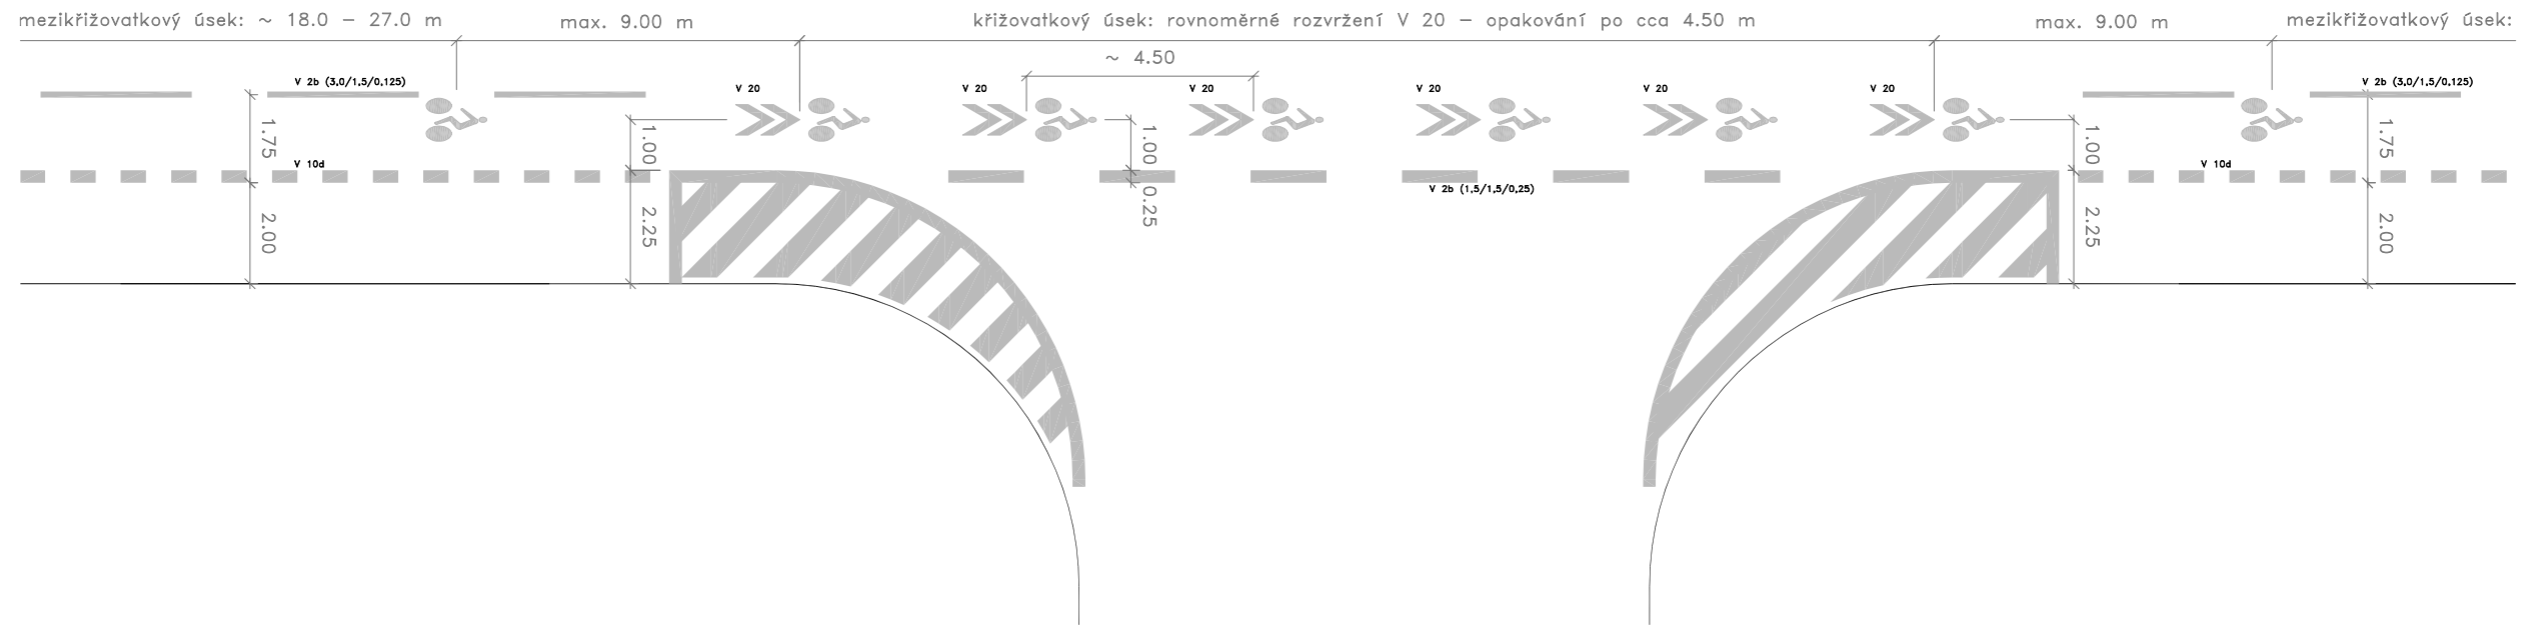 mezikřižovatkový úsek: ~ 18.0 – 27.0 m
max. 9.00 m
křižovatkový úsek: rovnoměrné rozvržení V 20 – opakování po cca 4.50 m
max. 9.00 m
mezikřižovatkový úsek:
~ 4.50
V 2b (3.0/1.5/0.125)
V 20
V 20
V 20
V 20
V 20
V 20
V 2b (3.0/1.5/0.125)
1.75
1.00
1.00
1.00
1.75
V 10d
V 10d
V 2b (1.5/1.5/0.25)
0.25
2.00
2.25
2.25
2.00